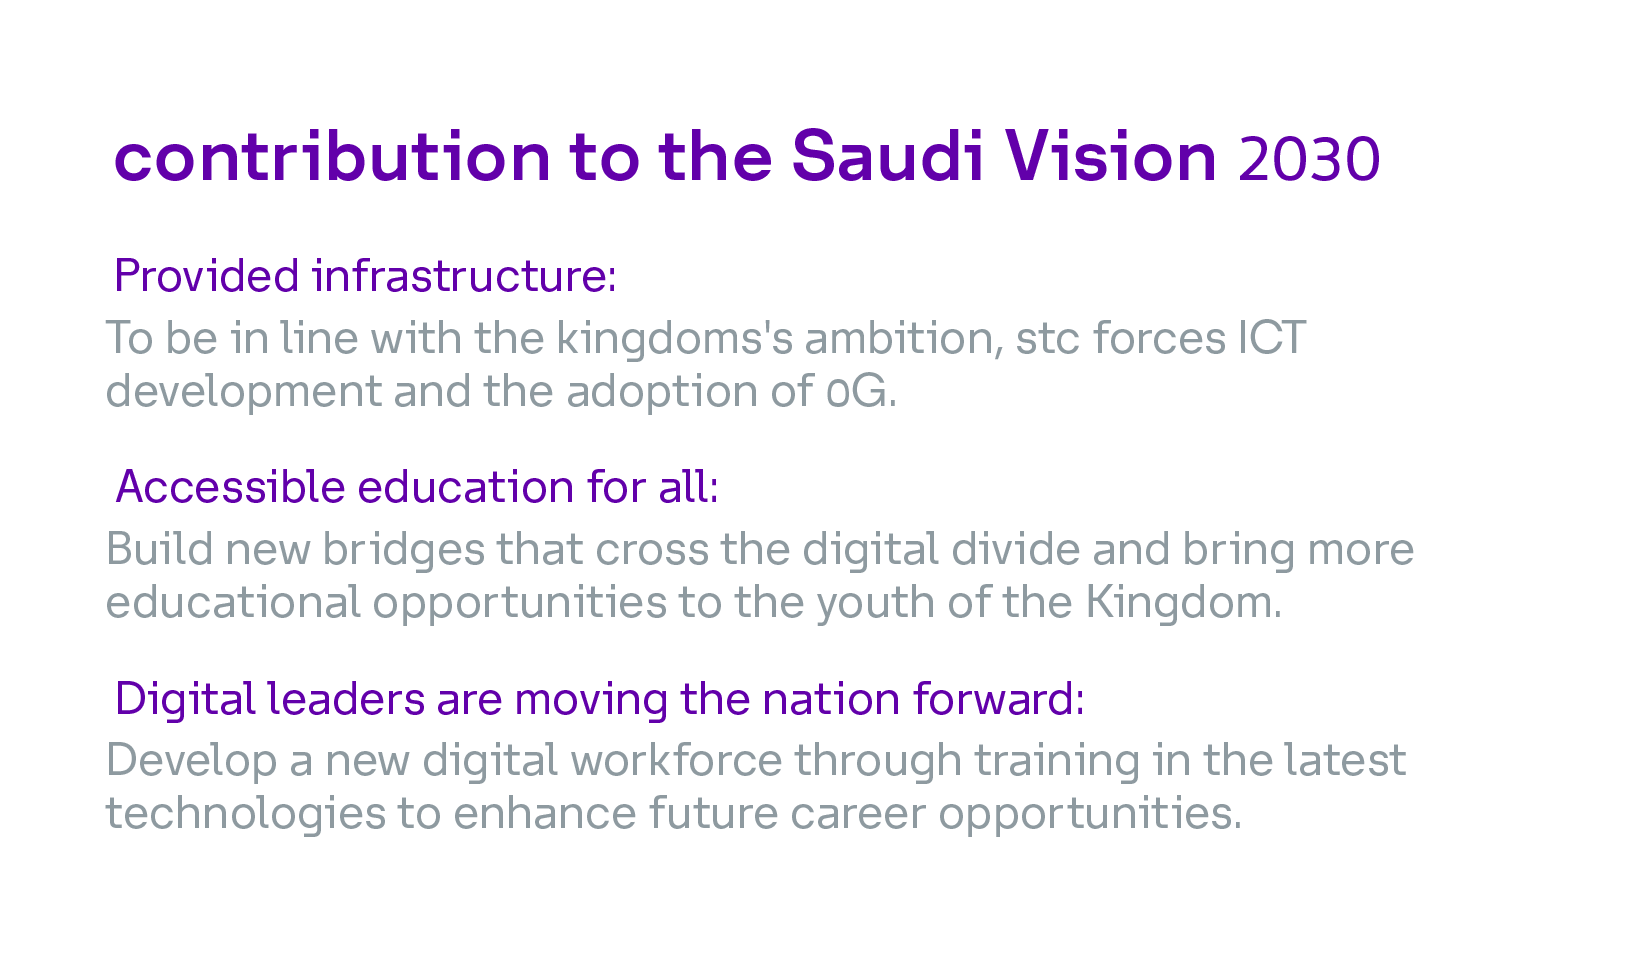 contribution to the Saudi Vision 2030
Provided infrastructure:
To be in line with the kingdoms's ambition, stc forces ICT
development and the adoption of 0G.
Accessible education for all:
Build new bridges that cross the digital divide and bring more
educational opportunities to the youth of the Kingdom.
Digital leaders are moving the nation forward:
Develop a new digital workforce through training in the latest
technologies to enhance future career opportunities.